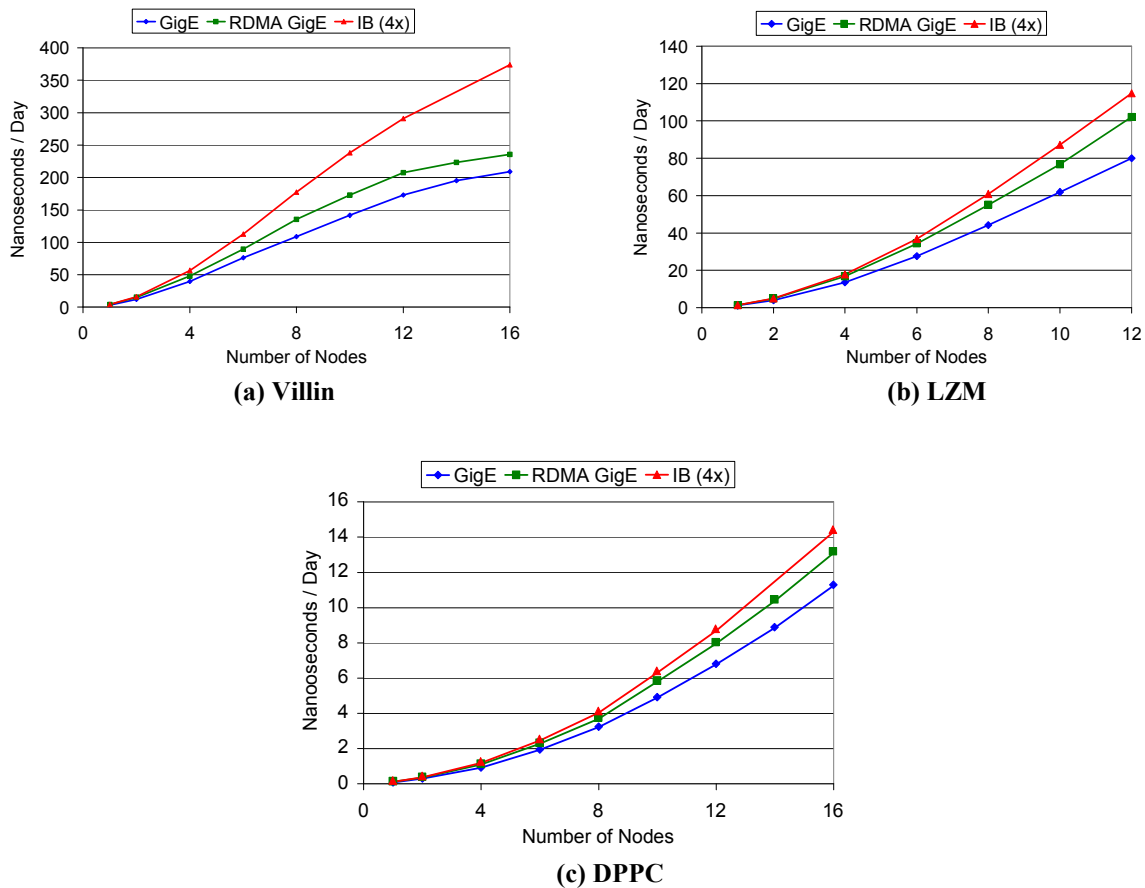 GigE RDMA GigE IB (4x)
400
350
300
250
200
150
100
50
0
Nanoseconds / Day
0 4 8 12 16
Number of Nodes
(a) Villin
GigE RDMA GigE IB (4x)
140
120
100
80
60
40
20
0
Nanoseconds / Day
0 2 4 6 8 10 12
Number of Nodes
(b) LZM
GigE RDMA GigE IB (4x)
16
14
12
10
8
6
4
2
0
Nanooseconds / Day
0 4 8 12 16
Number of Nodes
(c) DPPC